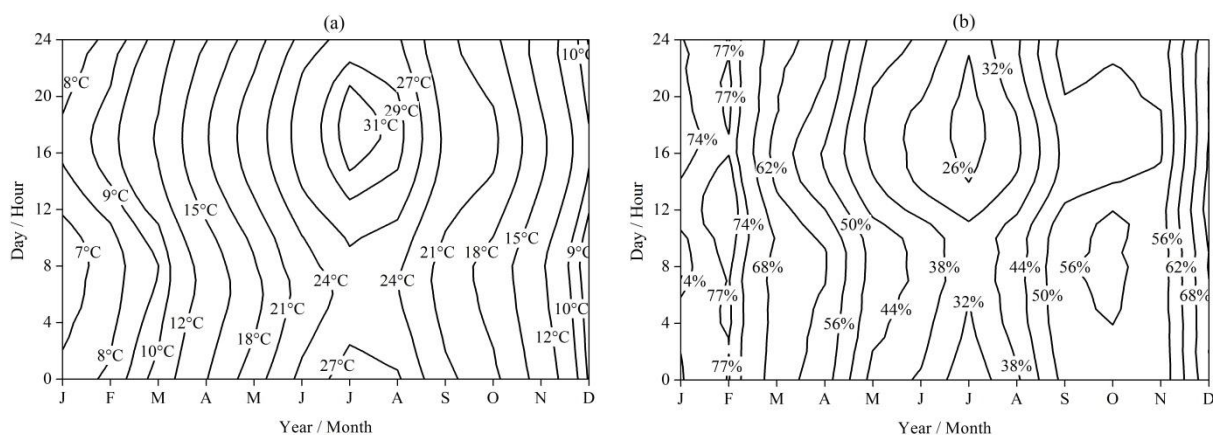 (a)
24
20
16
12
8
4
0
Day / Hour
8°C
10°C
27°C
29°C
31°C
9°C
15°C
15°C
7°C
21°C
18°C
9°C
24°C
24°C
21°C
10°C
12°C
18°C
12°C
8°C
10°C
27°C
J F M A M J J A S O N D
Year / Month
(b)
24
20
16
12
8
4
0
Day / Hour
77%
32%
77%
74%
62%
26%
74%
50%
56%
68%
38%
44%
56%
62%
74%
77%
50%
68%
44%
32%
56%
77%
38%
J F M A M J J A S O N D
Year / Month